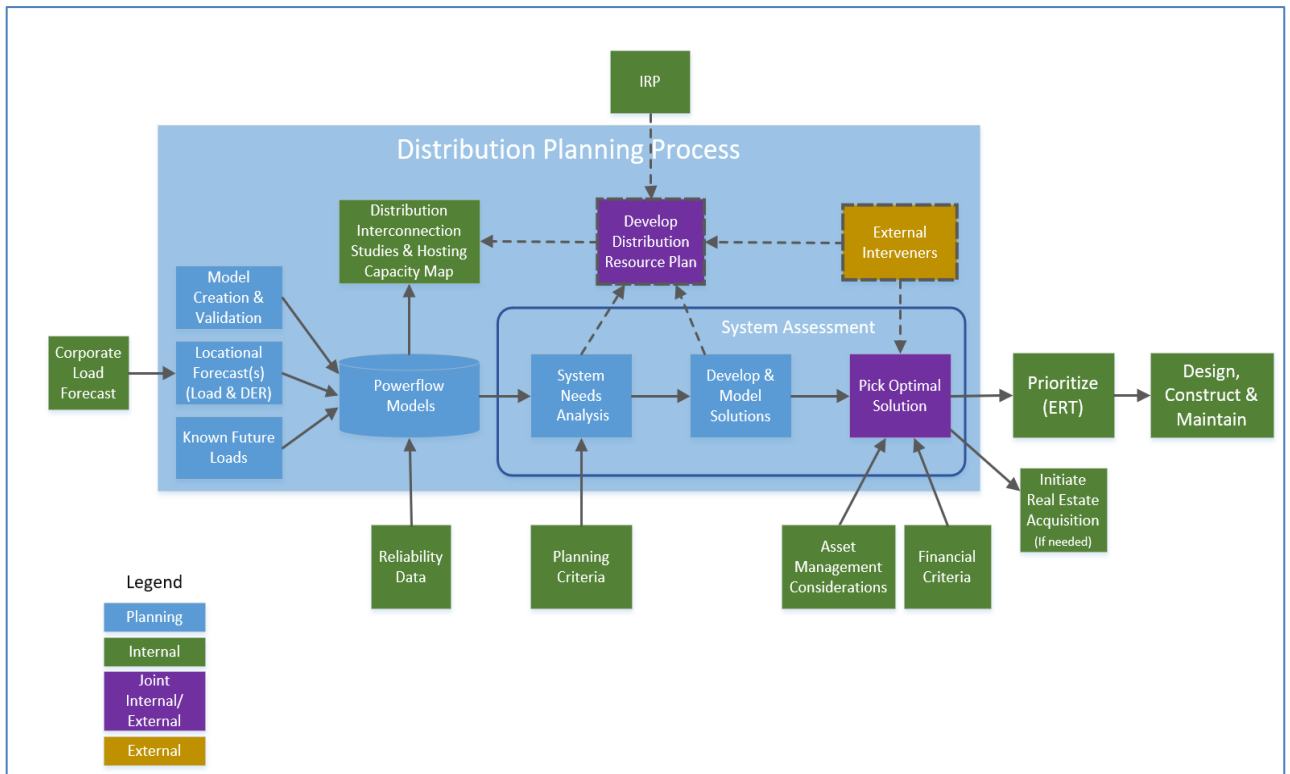 IRP
Distribution Planning Process
Distribution
Interconnection
Studies & Hosting
Capacity Map
Develop
Distribution
Resource Plan
External
Interveners
Model
Creation &
Validation
System Assessment
Corporate
Load
Forecast
Locational
Forecast(s)
(Load & DER)
Powerflow
Models
System
Needs
Analysis
Develop &
Model
Solutions
Pick Optimal
Solution
Prioritize
(ERT)
Design,
Construct &
Maintain
Known Future
Loads
Initiate
Real Estate
Acquisition
(If needed)
Reliability
Data
Planning
Criteria
Asset
Management
Considerations
Financial
Criteria
Legend
Planning
Internal
Joint
Internal/
External
External